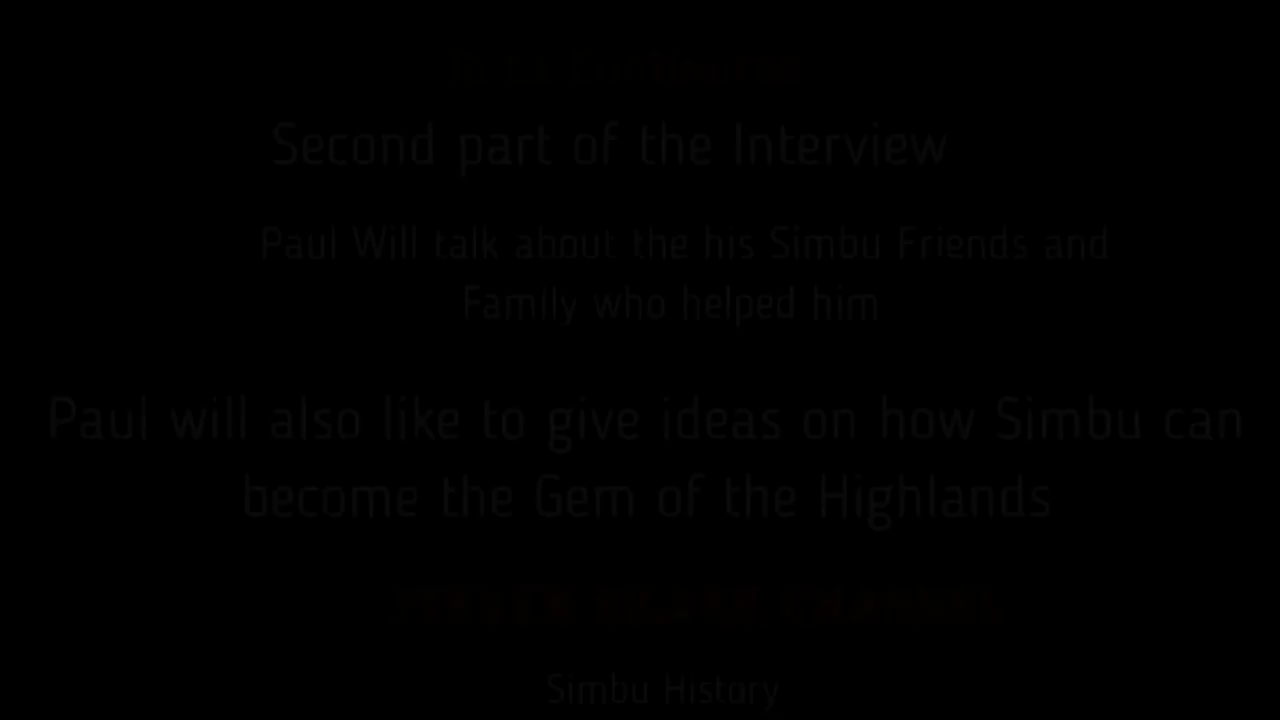 Second part of the Interview
Paul Will talk about the his Simbu Friends and
Family who helped him
Paul will also like to give ideas on how Simbu can
become the Gem of the Highlands
Simbu History